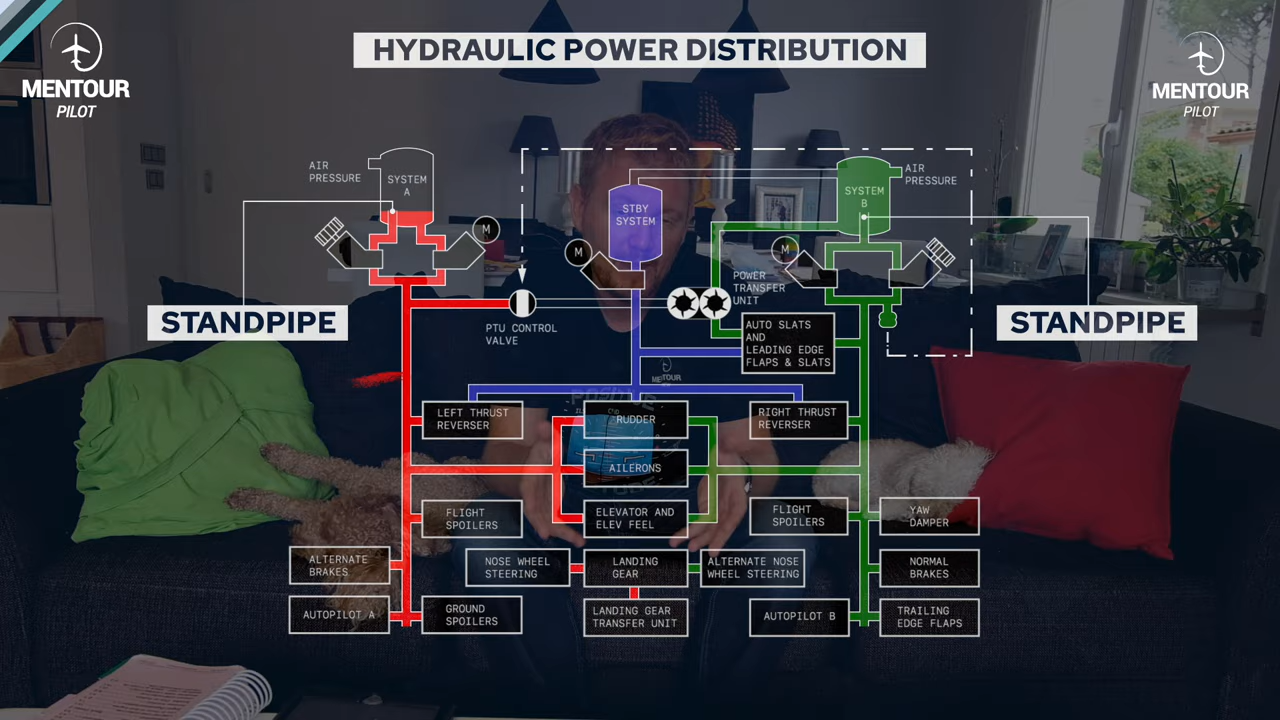 HYDRAULIC POWER DISTRIBUTION
MENTOUR
PILOT
MENTOUR
PILOT
AIR
PRESSURE
SYSTEM
A
STBY
SYSTEM
SYSTEM
B
AIR
PRESSURE
M
M
M
STANDPIPE
STANDPIPE
PTU CONTROL
VALVE
POWER
TRANSFER
UNIT
AUTO SLATS
AND
LEADING EDGE
FLAPS & SLATS
MENTOUR
POSITIVE
LEFT THRUST
REVERSER
RUDDER
RIGHT THRUST
REVERSER
AILERONS
FLIGHT
SPOILERS
ELEVATOR AND
ELEV FEEL
FLIGHT
SPOILERS
YAW
DAMPER
ALTERNATE
BRAKES
NOSE WHEEL
STEERING
LANDING
GEAR
ALTERNATE NOSE
WHEEL STEERING
NORMAL
BRAKES
AUTOPILOT A
GROUND
SPOILERS
LANDING GEAR
TRANSFER UNIT
AUTOPILOT B
TRAILING
EDGE FLAPS